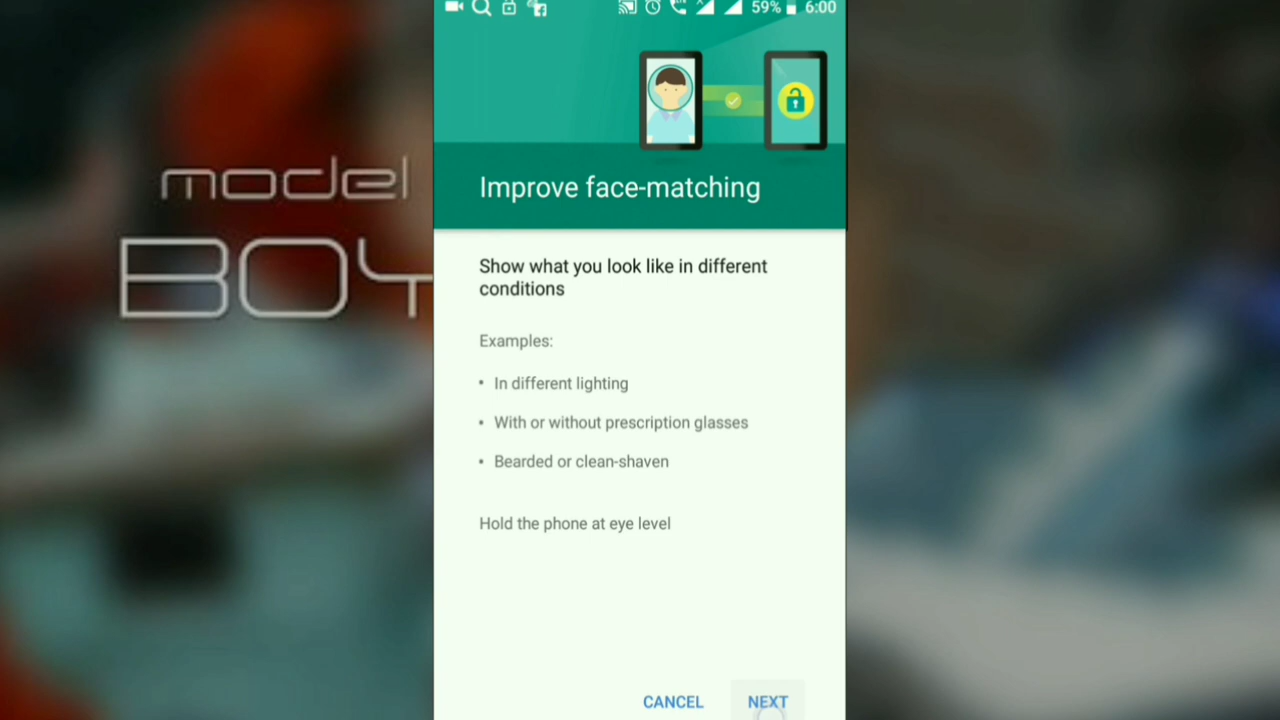 59% 6:00
model
BOY
Improve face-matching
Show what you look like in different
conditions
Examples:
• In different lighting
• With or without prescription glasses
• Bearded or clean-shaven
Hold the phone at eye level
CANCEL NEXT